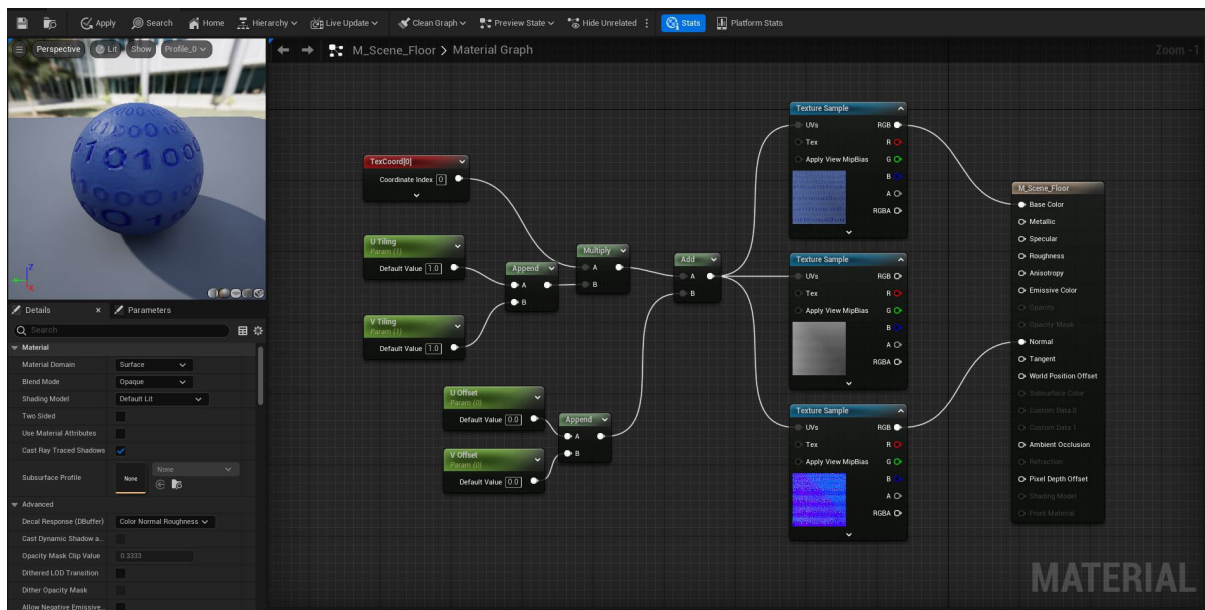 Apply
Search
Home
Hierarchy
Live Update
Clean Graph
Preview State
Hide Unrelated
Stats
Platform Stats
Perspective
Lit
Show
Profile_0
M_Scene_Floor > Material Graph
Zoom -1
Z
X
Details
Parameters
Search
Material
Material Domain Surface
Blend Mode Opaque
Shading Model Default Lit
Two Sided
Use Material Attributes
Cast Ray Traced Shadows
Subsurface Profile None None
Advanced
Decal Response (DBuffer) Color Normal Roughness
Cast Dynamic Shadow a...
Opacity Mask Clip Value 0.3333
Dithered LOD Transition
Dither Opacity Mask
Allow Negative Emissive...
TexCoord[0]
Coordinate Index 0
U Tiling
Param (1)
Default Value 1.0
V Tiling
Param (1)
Default Value 1.0
Append
A
B
Multiply
A
B
U Offset
Param (0)
Default Value 0.0
V Offset
Param (0)
Default Value 0.0
Append
A
B
Add
A
B
Texture Sample
UVs RGB
Tex R
Apply View MipBias G
B
A
RGBA
Texture Sample
UVs RGB
Tex R
Apply View MipBias G
B
A
RGBA
Texture Sample
UVs RGB
Tex R
Apply View MipBias G
B
A
RGBA
M_Scene_Floor
Base Color
Metallic
Specular
Roughness
Anisotropy
Emissive Color
Opacity
Opacity Mask
Normal
Tangent
World Position Offset
Subsurface Color
Custom Data 0
Custom Data 1
Ambient Occlusion
Refraction
Pixel Depth Offset
Shading Model
Front Material
MATERIAL